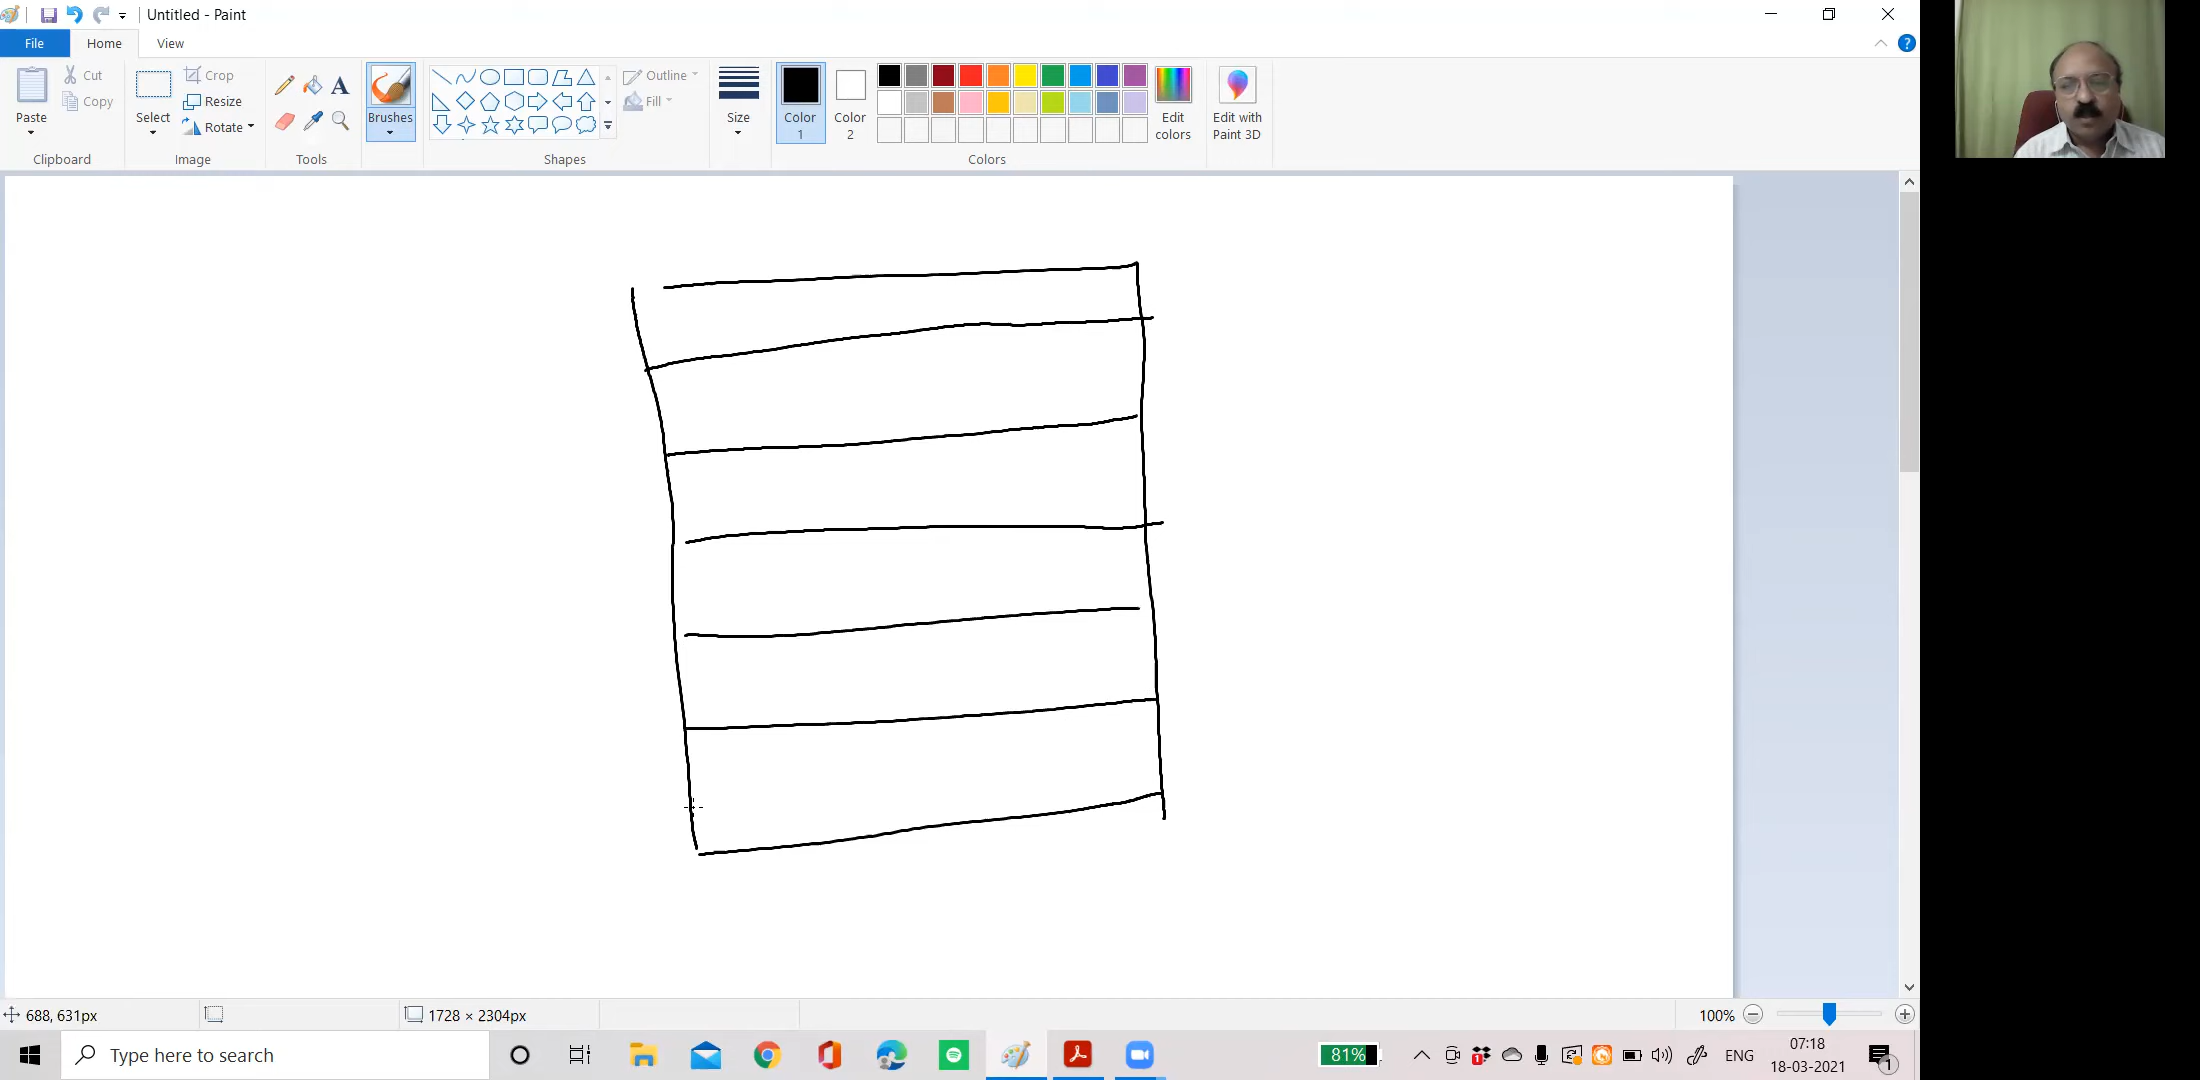 Untitled - Paint
File Home View
Paste
Cut
Copy
Clipboard
Select
Crop
Resize
Rotate
Image
Tools
Brushes
Shapes
Outline
Fill
Size
Color 1
Color 2
Edit colors
Colors
Edit with Paint 3D
688, 631px
1728 × 2304px
100%
Type here to search
81%
ENG
07:18
18-03-2021
1
1